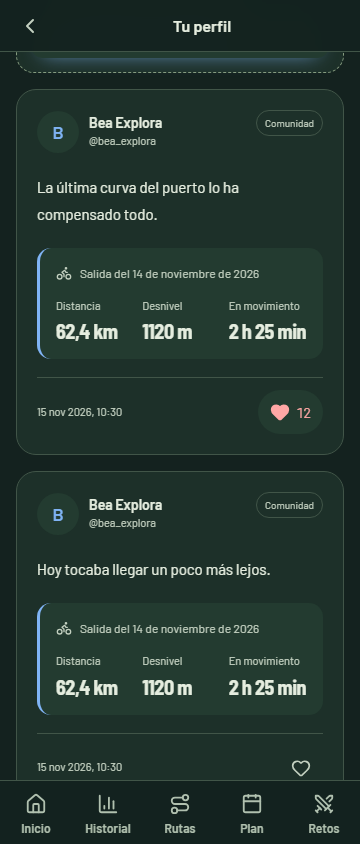 Tu perfil
B
Bea Explora
@bea_explora
Comunidad
La última curva del puerto lo ha
compensado todo.
Salida del 14 de noviembre de 2026
Distancia Desnivel En movimiento
62,4 km 1120 m 2 h 25 min
15 nov 2026, 10:30
12
B
Bea Explora
@bea_explora
Comunidad
Hoy tocaba llegar un poco más lejos.
Salida del 14 de noviembre de 2026
Distancia Desnivel En movimiento
62,4 km 1120 m 2 h 25 min
15 nov 2026, 10:30
Inicio Historial Rutas Plan Retos